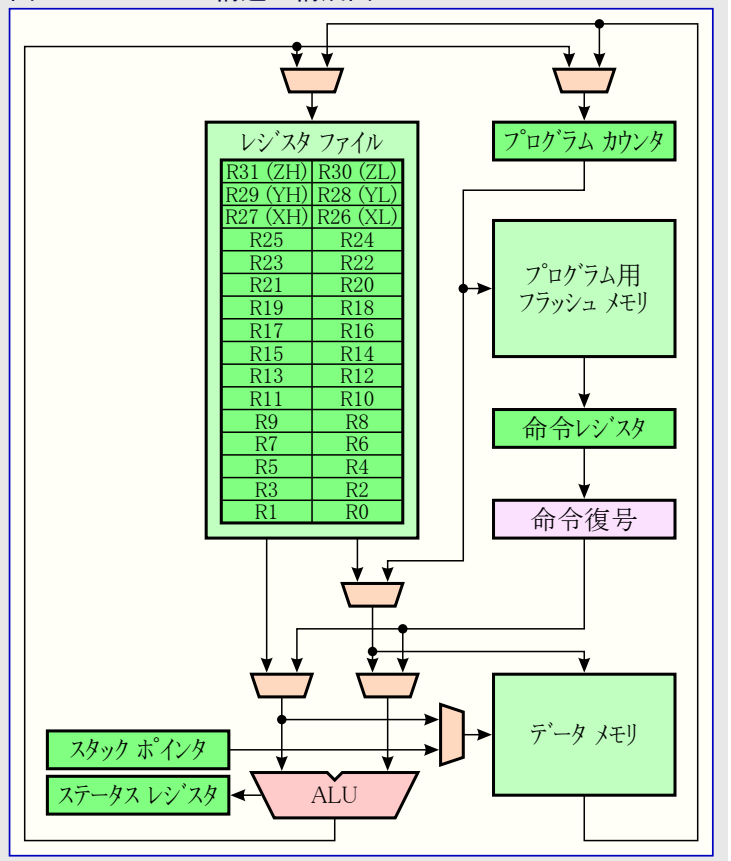 レジスタ ファイル
R31 (ZH) R30 (ZL)
R29 (YH) R28 (YL)
R27 (XH) R26 (XL)
R25 R24
R23 R22
R21 R20
R19 R18
R17 R16
R15 R14
R13 R12
R11 R10
R9 R8
R7 R6
R5 R4
R3 R2
R1 R0
プログラム カウンタ
プログラム用
フラッシュ メモリ
命令レジスタ
命令復号
データ メモリ
スタック ポインタ
ステータス レジスタ
ALU